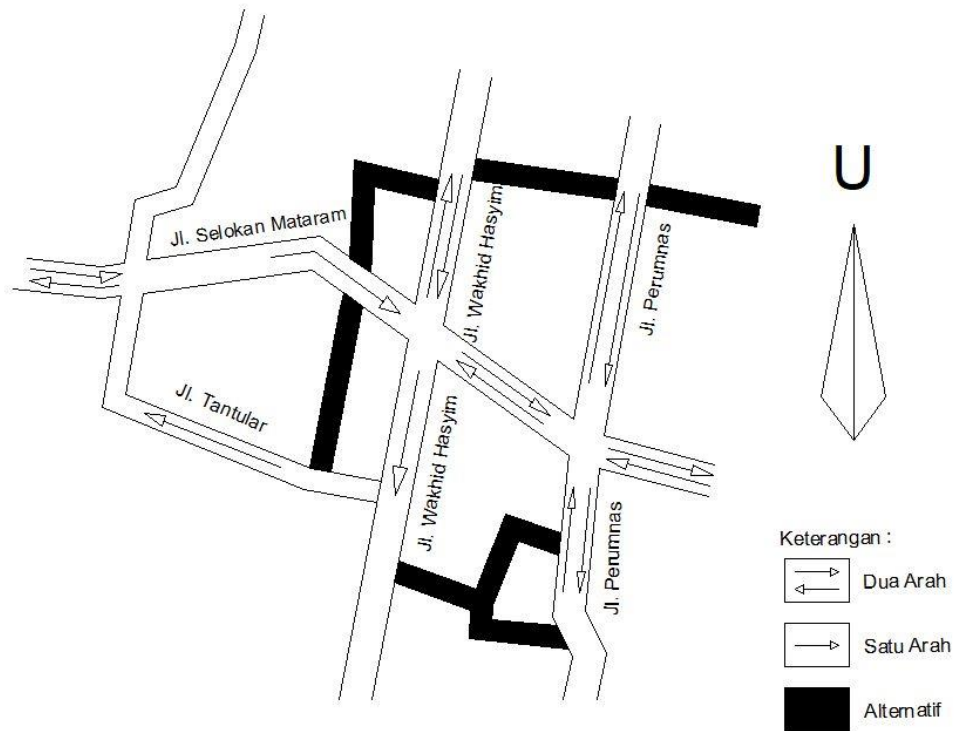 U
Jl. Selokan Mataram
Jl. Wakhid Hasyim
Jl. Perumnas
Jl. Tantular
Jl. Wakhid Hasyim
Jl. Perumnas
Keterangan :
Dua Arah
Satu Arah
Alternatif